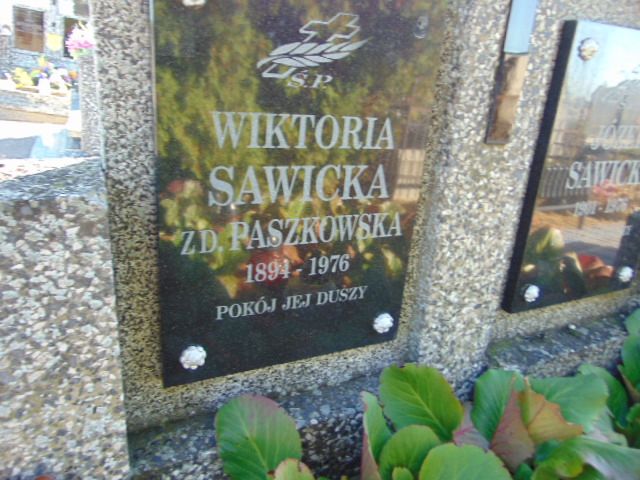 Ś.P.
WIKTORIA
SAWICKA
ZD. PASZKOWSKA
1894 - 1976
POKÓJ JEJ DUSZY